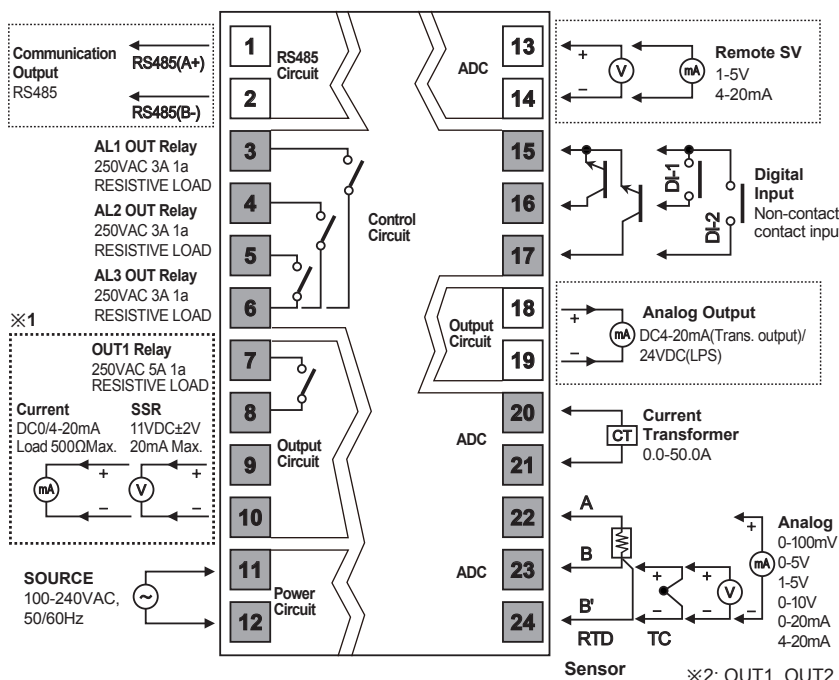 Communication
Output
RS485
RS485(A+)
RS485(B-)
1
2
RS485
Circuit
AL1 OUT Relay
250VAC 3A 1a
RESISTIVE LOAD
AL2 OUT Relay
250VAC 3A 1a
RESISTIVE LOAD
AL3 OUT Relay
250VAC 3A 1a
RESISTIVE LOAD
3
4
5
6
Control
Circuit
※1
OUT1 Relay
250VAC 5A 1a
RESISTIVE LOAD
Current
DC0/4-20mA
Load 500ΩMax.
SSR
11VDC±2V
20mA Max.
mA
+
−
V
+
−
7
8
9
10
Output
Circuit
SOURCE
100-240VAC,
50/60Hz
11
12
Power
Circuit
ADC
13
14
+
−
V
mA
Remote SV
1-5V
4-20mA
15
16
17
DI-1
DI-2
Digital
Input
Non-contact
contact inpu
Output
Circuit
18
19
+
−
mA
Analog Output
DC4-20mA(Trans. output)/
24VDC(LPS)
ADC
20
21
CT
Current
Transformer
0.0-50.0A
ADC
22
23
24
A
B
B'
RTD
TC
+
−
+
−
V
+
−
mA
Analog
0-100mV
0-5V
1-5V
0-10V
0-20mA
4-20mA
Sensor
※2: OUT1, OUT2